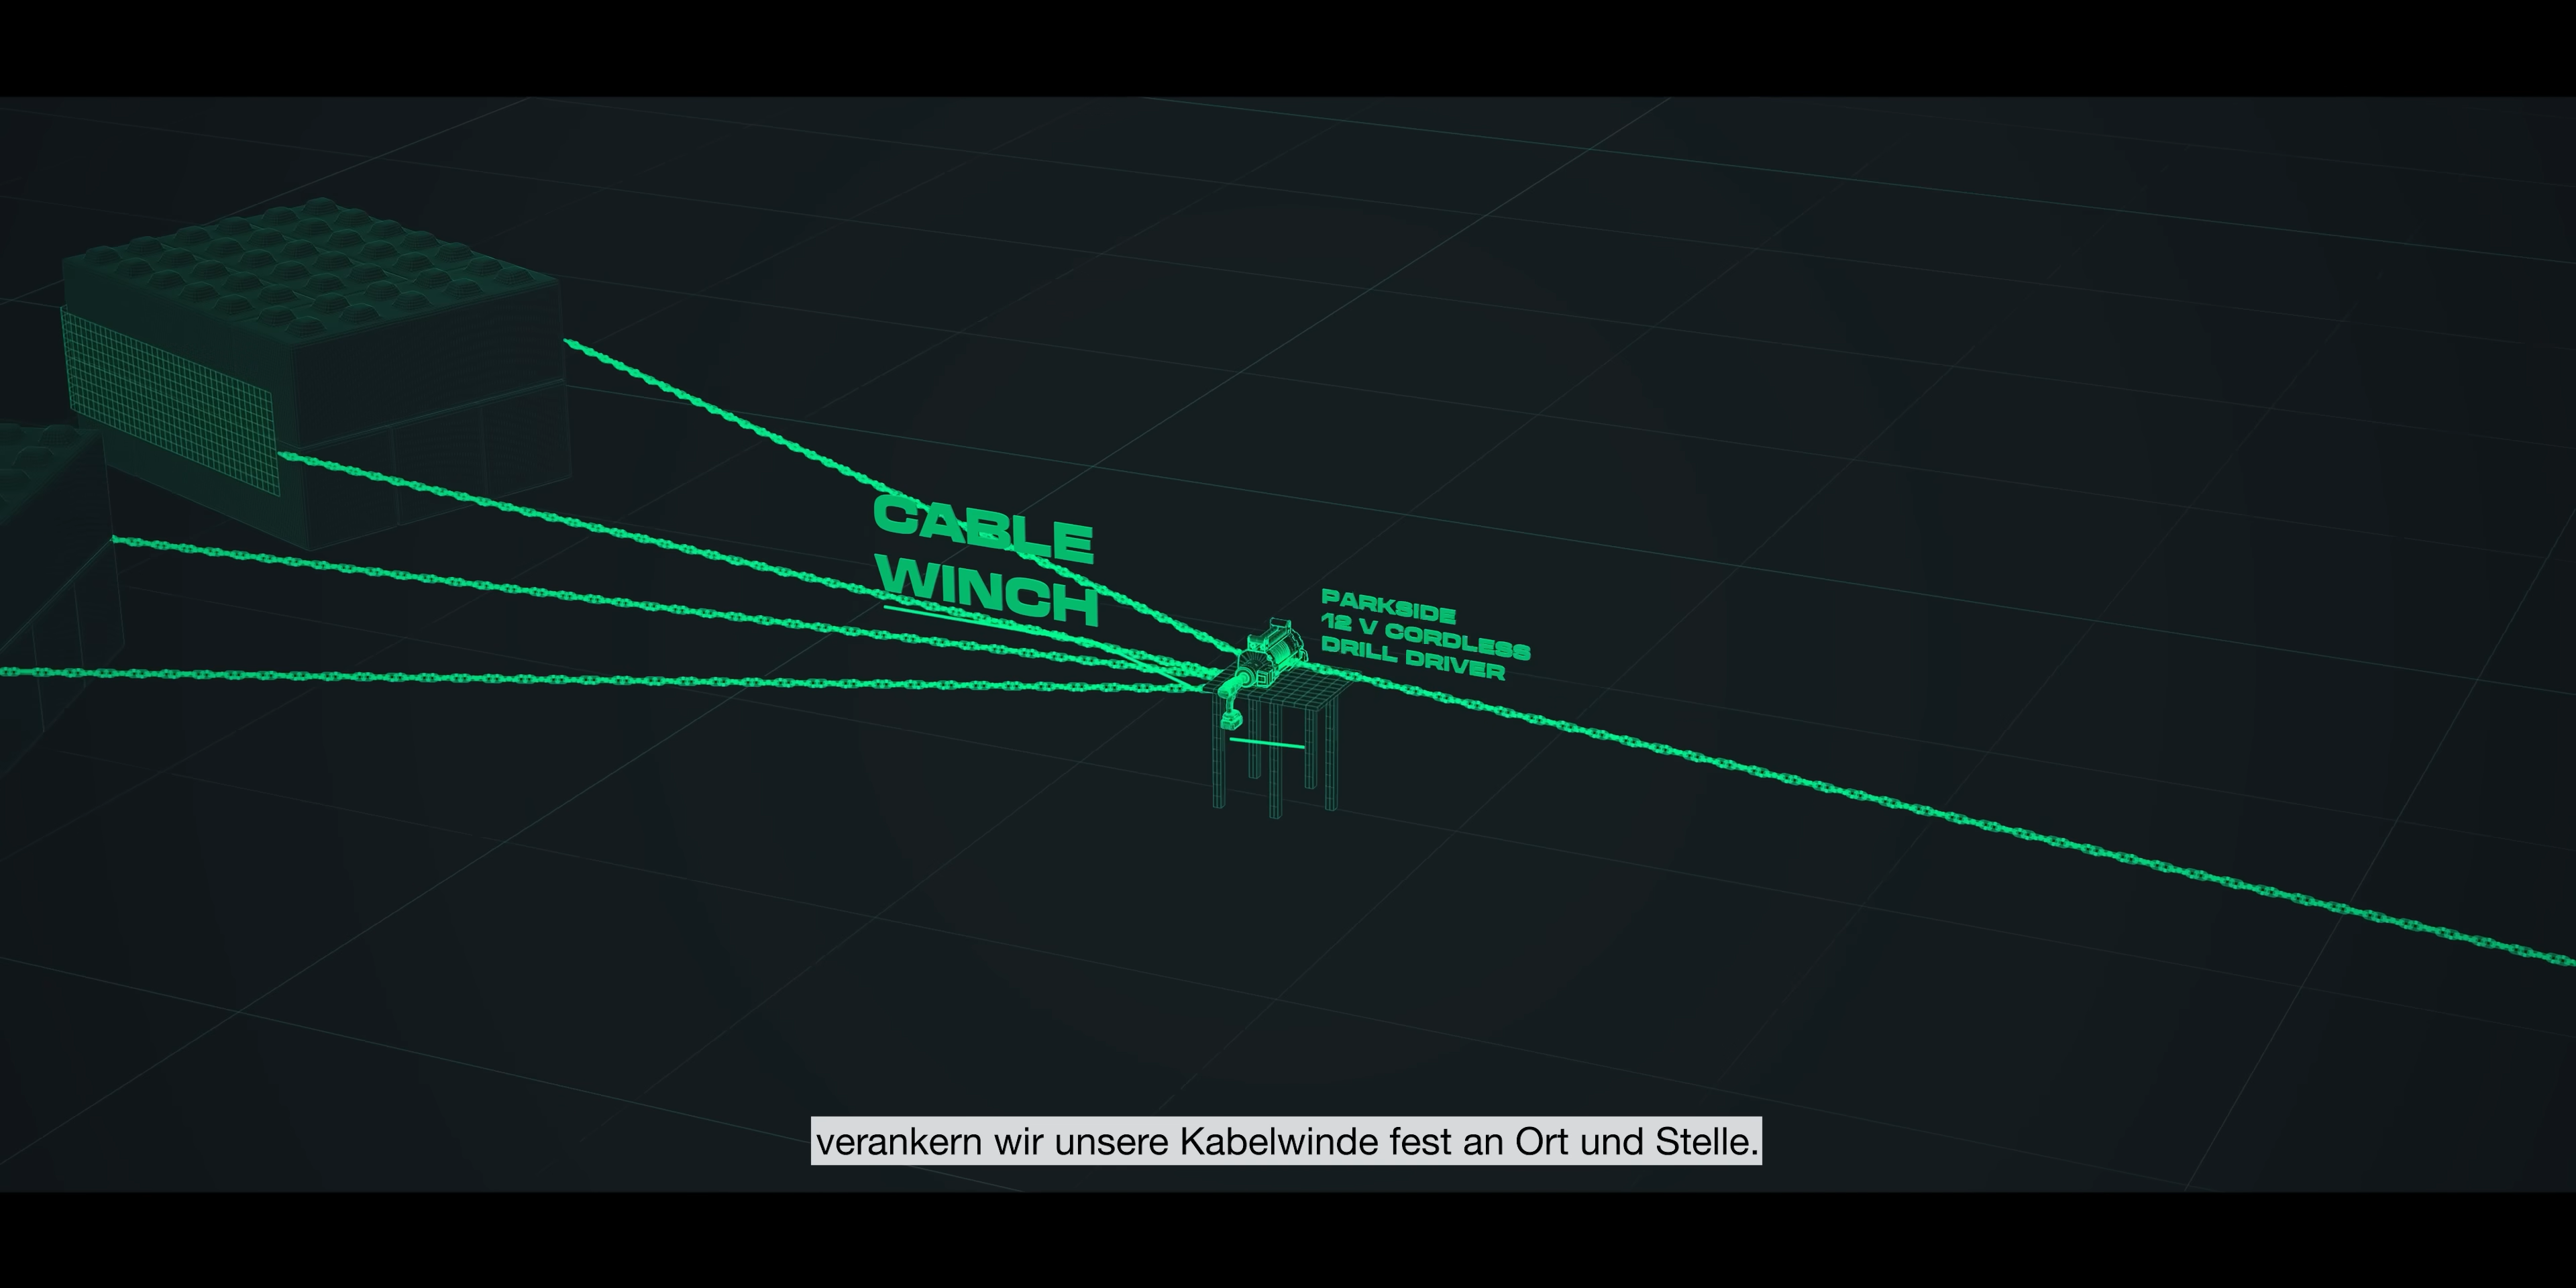 CABLE
WINCH
PARKSIDE
12 V CORDLESS
DRILL DRIVER
verankern wir unsere Kabelwinde fest an Ort und Stelle.